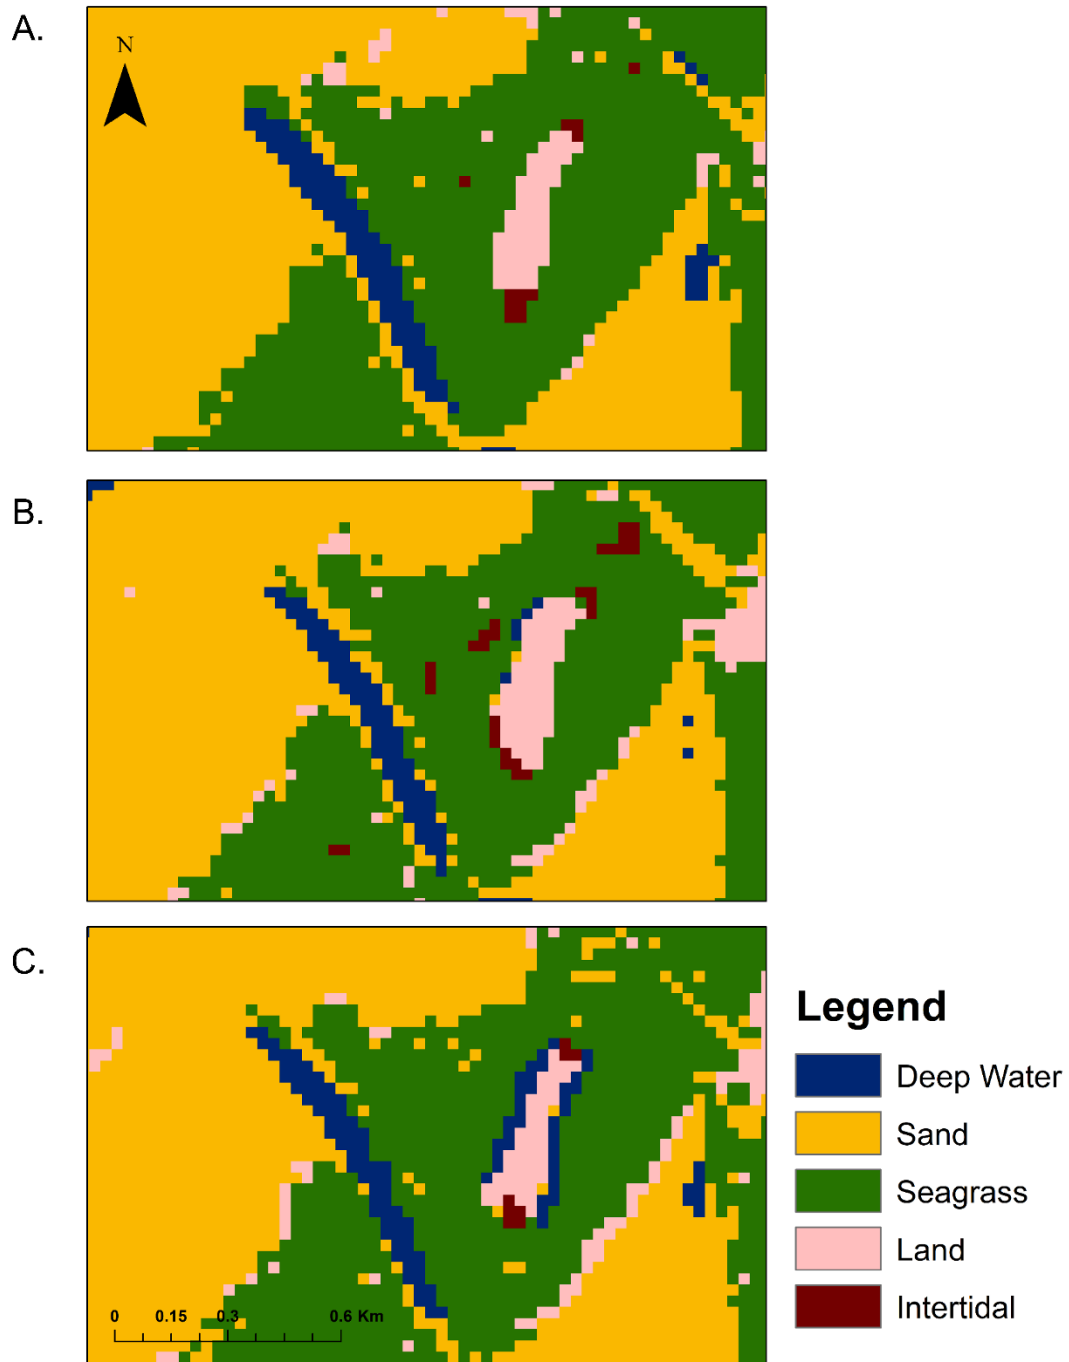 A.
N
B.
C.
Legend
Deep Water
Sand
Seagrass
Land
Intertidal
0 0.15 0.3 0.6 Km